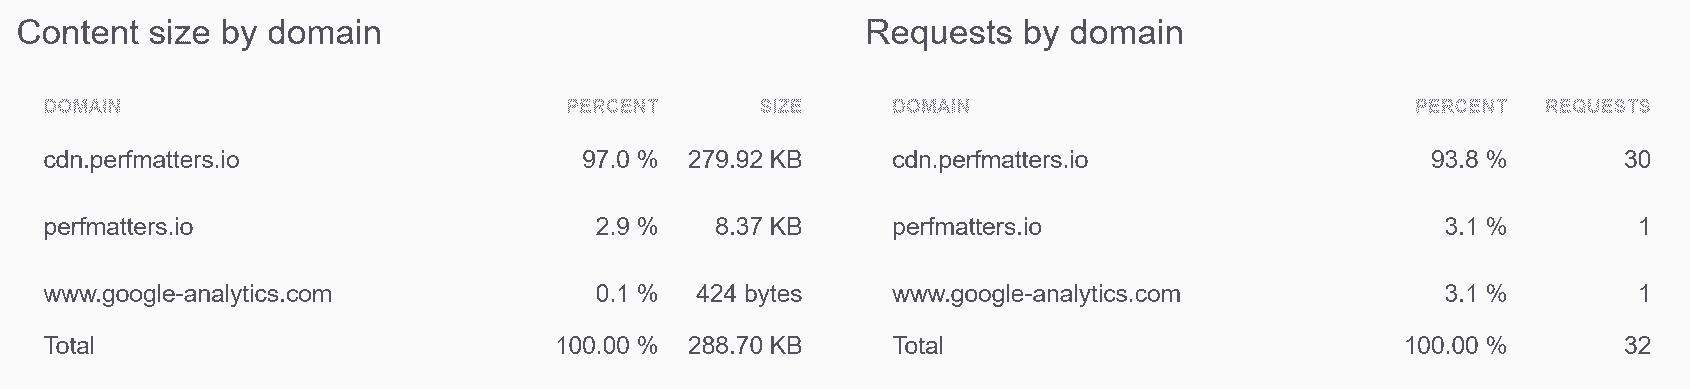 Content size by domain
DOMAIN PERCENT SIZE
cdn.perfmatters.io 97.0 % 279.92 KB
perfmatters.io 2.9 % 8.37 KB
www.google-analytics.com 0.1 % 424 bytes
Total 100.00 % 288.70 KB
Requests by domain
DOMAIN PERCENT REQUESTS
cdn.perfmatters.io 93.8 % 30
perfmatters.io 3.1 % 1
www.google-analytics.com 3.1 % 1
Total 100.00 % 32